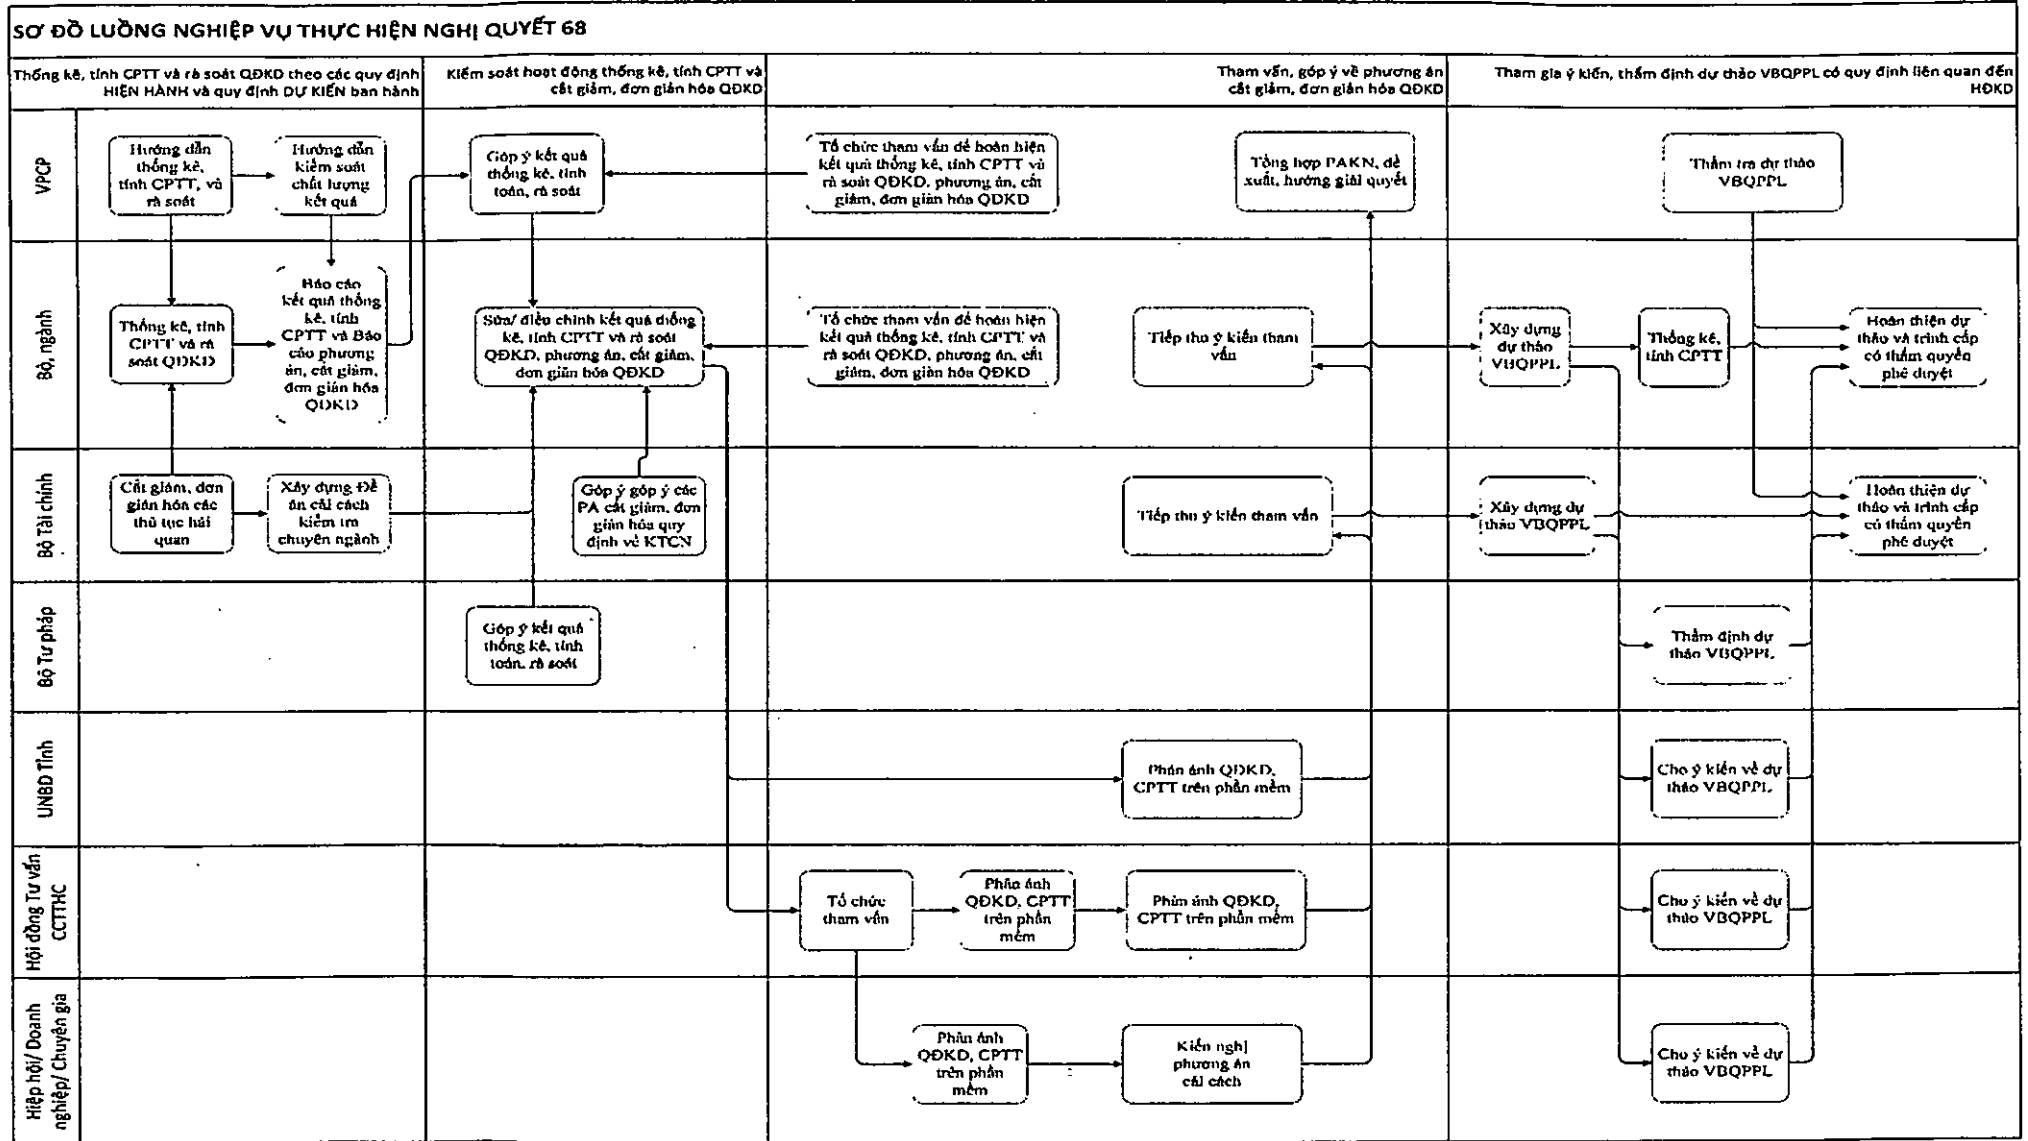 SƠ ĐỒ LUỒNG NGHIỆP VỤ THỰC HIỆN NGHỊ QUYẾT 68
Thống kê, tính CPTT và rà soát QĐKD theo các quy định
HIỆN HÀNH và quy định DỰ KIẾN ban hành
Kiểm soát hoạt động thống kê, tính CPTT và
cắt giảm, đơn giản hóa QĐKD
Tham vấn, góp ý về phương án
cắt giảm, đơn giản hóa QĐKD
Tham gia ý kiến, thẩm định dự thảo VBQPPL có quy định liên quan đến
HĐKD
VPCP
Hướng dẫn
thống kê,
tính CPTT, và
rà soát
Hướng dẫn
kiểm soát
chất lượng
kết quả
Góp ý kết quả
thống kê, tính
toán, rà soát
Tổ chức tham vấn để hoàn hiện
kết quả thống kê, tính CPTT và
rà soát QĐKD, phương án, cắt
giảm, đơn giản hóa QĐKD
Tổng hợp PAKN, đề
xuất, hướng giải quyết
Thẩm tra dự thảo
VBQPPL
Bộ, ngành
Thống kê, tính
CPTT và rà
soát QĐKD
Báo cáo
kết quả thống
kê, tính
CPTT và Báo
cáo phương
án, cắt giảm,
đơn giản hóa
QĐKD
Sửa/ điều chỉnh kết quả thống
kê, tính CPTT và rà soát
QĐKD, phương án, cắt giảm,
đơn giản hóa QĐKD
Tổ chức tham vấn để hoàn hiện
kết quả thống kê, tính CPTT và
rà soát QĐKD, phương án, cắt
giảm, đơn giản hóa QĐKD
Tiếp thu ý kiến tham
vấn
Xây dựng
dự thảo
VBQPPL
Thống kê,
tính CPTT
Hoàn thiện dự
thảo và trình cấp
có thẩm quyền
phê duyệt
Bộ Tài chính
Cắt giảm, đơn
giản hóa các
thủ tục hải
quan
Xây dựng Đề
án cải cách
kiểm tra
chuyên ngành
Góp ý góp ý các
PA cắt giảm, đơn
giản hóa quy
định về KTCN
Tiếp thu ý kiến tham vấn
Xây dựng dự
thảo VBQPPL
Hoàn thiện dự
thảo và trình cấp
có thẩm quyền
phê duyệt
Bộ Tư pháp
Góp ý kết quả
thống kê, tính
toán, rà soát
Thẩm định dự
thảo VBQPPL
UNBD Tỉnh
Phản ánh QĐKD,
CPTT trên phần mềm
Cho ý kiến về dự
thảo VBQPPL
Hội đồng Tư vấn
CCTTHC
Tổ chức
tham vấn
Phản ánh
QĐKD, CPTT
trên phần
mềm
Phản ánh QĐKD,
CPTT trên phần mềm
Cho ý kiến về dự
thảo VBQPPL
Hiệp hội/ Doanh
nghiệp/ Chuyên gia
Phản ánh
QĐKD, CPTT
trên phần
mềm
Kiến nghị
phương án
cải cách
Cho ý kiến về dự
thảo VBQPPL